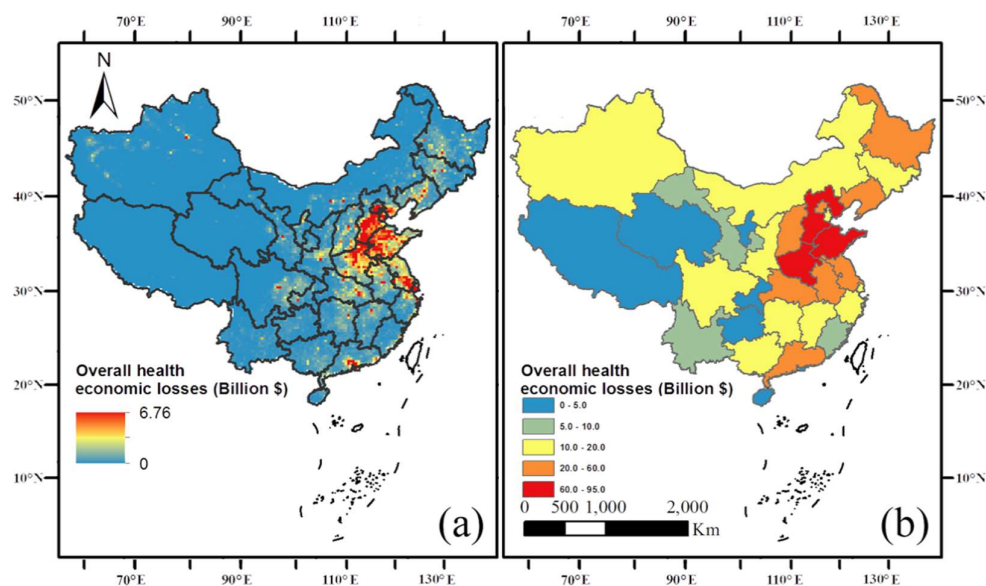 70°E 90°E 110°E 130°E 70°E 90°E 110°E 130°E
N
50°N 50°N
40°N 40°N
30°N 30°N
20°N 20°N
10°N 10°N
Overall health
economic losses (Billion $)
6.76
0
(a)
Overall health
economic losses (Billion $)
0 - 5.0
5.0 - 10.0
10.0 - 20.0
20.0 - 60.0
60.0 - 95.0
0 500 1,000 2,000
Km
(b)
70°E 90°E 110°E 130°E 70°E 90°E 110°E 130°E